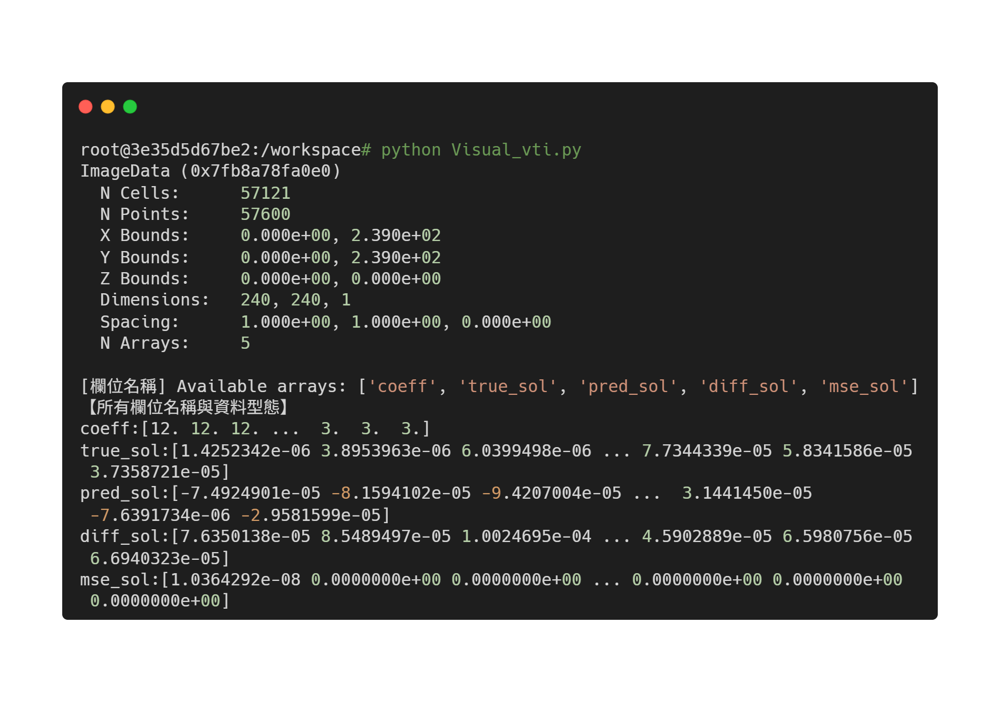 root@3e35d5d67be2:/workspace# python Visual_vti.py
ImageData (0x7fb8a78fa0e0)
  N Cells:      57121
  N Points:     57600
  X Bounds:     0.000e+00, 2.390e+02
  Y Bounds:     0.000e+00, 2.390e+02
  Z Bounds:     0.000e+00, 0.000e+00
  Dimensions:   240, 240, 1
  Spacing:      1.000e+00, 1.000e+00, 0.000e+00
  N Arrays:     5
[欄位名稱] Available arrays: ['coeff', 'true_sol', 'pred_sol', 'diff_sol', 'mse_sol']
【所有欄位名稱與資料型態】
coeff:[12. 12. 12. ...  3.  3.  3.]
true_sol:[1.4252342e-06 3.8953963e-06 6.0399498e-06 ... 7.7344339e-05 5.8341586e-05
 3.7358721e-05]
pred_sol:[-7.4924901e-05 -8.1594102e-05 -9.4207004e-05 ...  3.1441450e-05
 -7.6391734e-06 -2.9581599e-05]
diff_sol:[7.6350138e-05 8.5489497e-05 1.0024695e-04 ... 4.5902889e-05 6.5980756e-05
 6.6940323e-05]
mse_sol:[1.0364292e-08 0.0000000e+00 0.0000000e+00 ... 0.0000000e+00 0.0000000e+00
 0.0000000e+00]